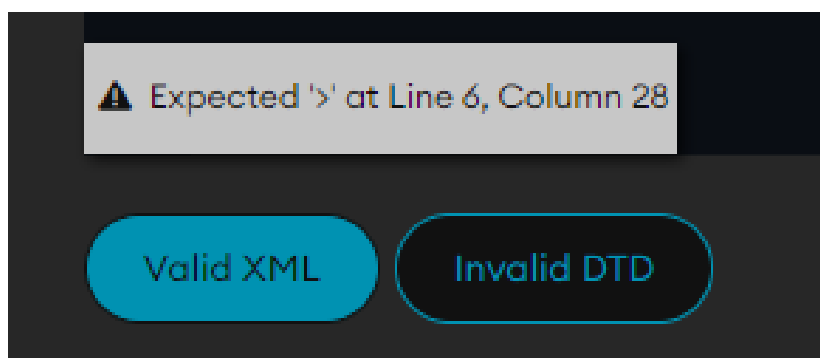 Expected '>' at Line 6, Column 28
Valid XML
Invalid DTD